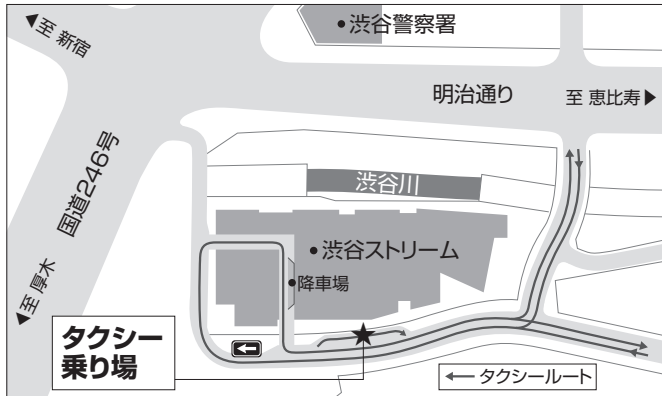 ◀至 新宿
●渋谷警察署
明治通り
至 恵比寿▶
国道246号
渋谷川
●渋谷ストリーム
●降車場
◀至 厚木
タクシー
乗り場
← タクシールート